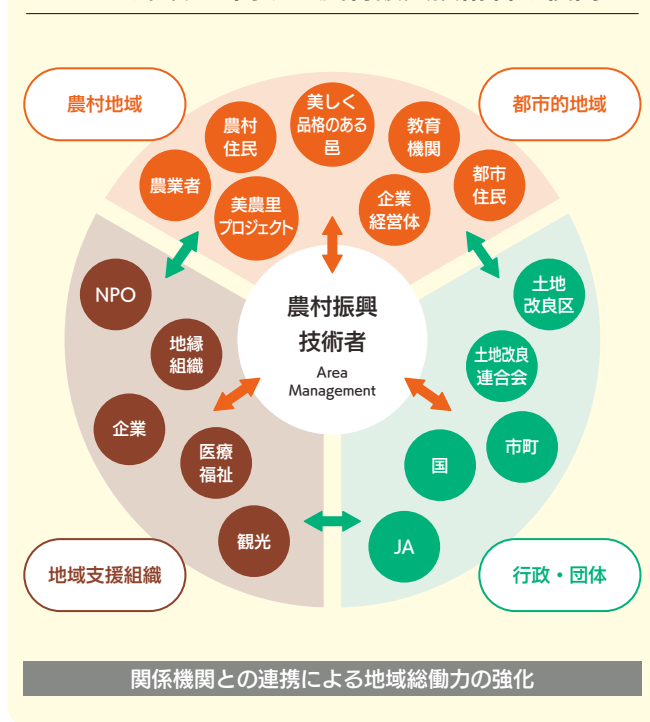 農村地域
都市的地域
美しく
品格のある
邑
農村
住民
教育
機関
農業者
美農里
プロジェクト
企業
経営体
都市
住民
NPO
地縁
組織
企業
医療
福祉
観光
農村振興
技術者
Area
Management
土地
改良区
土地改良
連合会
市町
国
JA
地域支援組織
行政・団体
関係機関との連携による地域総働力の強化